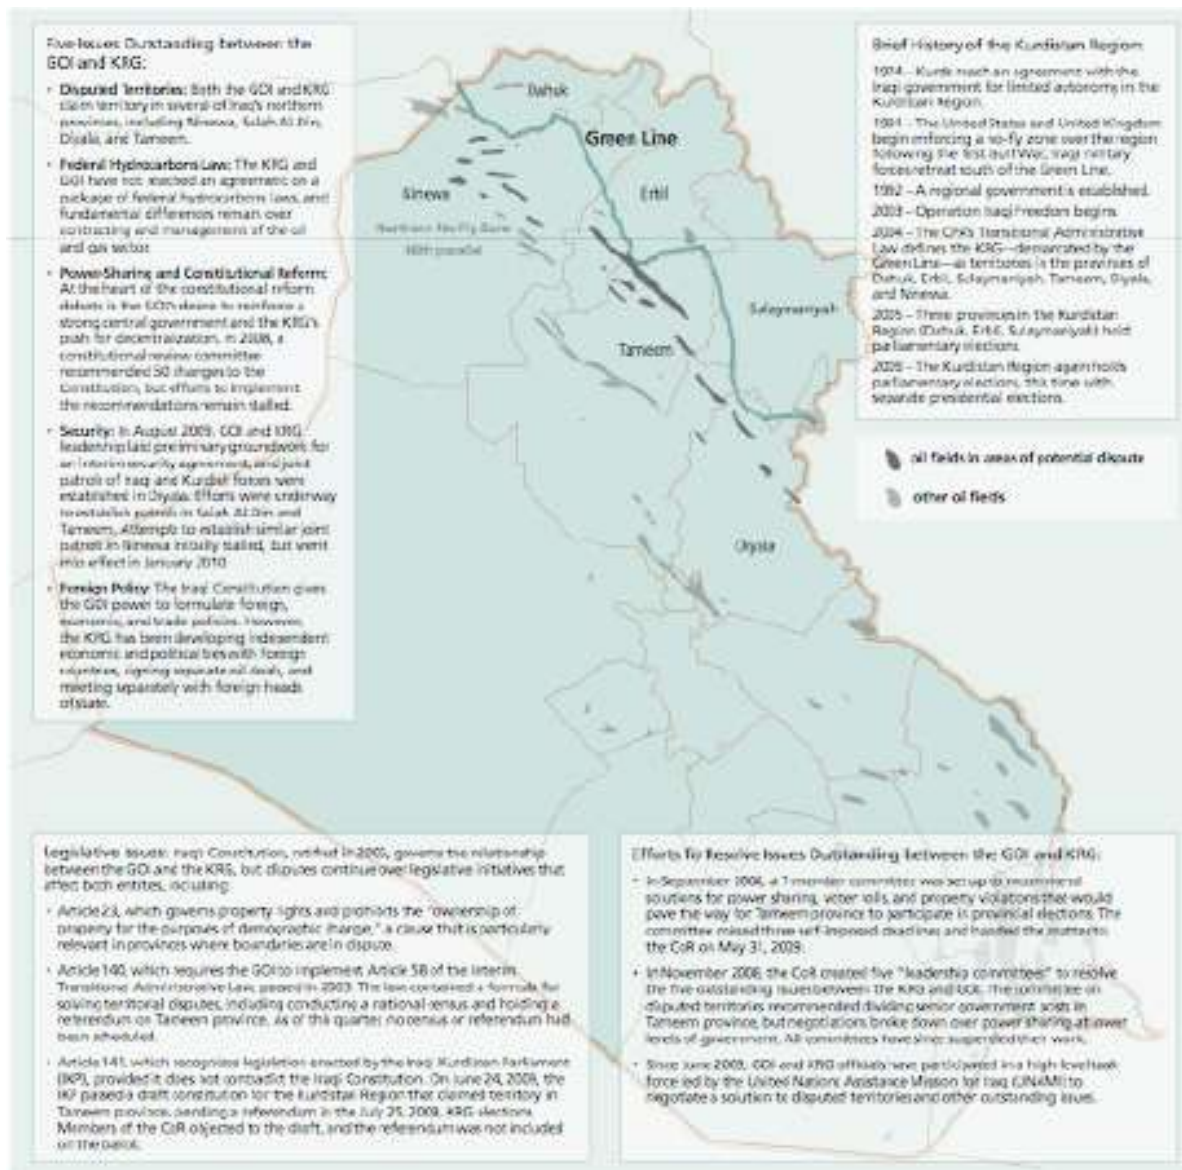 Five Issues Outstanding between the
GOI and KRG:
• Disputed Territories: Both the GOI and KRG
claim territory in several of Iraq's northern
provinces, including Ninewa, Salah Al-Din,
Diyala, and Tameem.
• Federal Hydrocarbons Law: The KRG and
GOI have not reached an agreement on a
package of federal hydrocarbons laws, and
fundamental differences remain over
contracting and management of the oil
and gas sector.
• Power-Sharing and Constitutional Reform:
At the heart of the constitutional reform
debate is the GOI's desire to reinforce a
strong central government and the KRG's
push for decentralization. In 2008, a
constitutional review committee
recommended 50 changes to the
Constitution, but efforts to implement
the recommendations remain stalled.
• Security: In August 2009, GOI and KRG
leadership laid preliminary groundwork for
an interim security agreement, and joint
patrols of Iraqi and Kurdish forces were
established in Diyala. Efforts were underway
to establish patrols in Salah Al-Din and
Tameem. Attempts to establish similar joint
patrols in Ninewa initially stalled, but went
into effect in January 2010.
• Foreign Policy: The Iraqi Constitution gives
the GOI power to formulate foreign,
economic, and trade policies. However,
the KRG has been developing independent
economic and political ties with foreign
countries, signing separate oil deals, and
meeting separately with foreign heads
of state.
Dahuk
Green Line
Ninewa
Erbil
Northern No-Fly Zone
36th parallel
Sulaymaniyah
Tameem
Diyala
Brief History of the Kurdistan Region:
1974 – Kurds reach an agreement with the
Iraqi government for limited autonomy in the
Kurdistan Region.
1991 – The United States and United Kingdom
begin enforcing a no-fly zone over the region
following the first Gulf War; Iraqi military
forces retreat south of the Green Line.
1992 – A regional government is established.
2003 – Operation Iraqi Freedom begins.
2004 – The CPA's Transitional Administrative
Law defines the KRG—demarcated by the
Green Line—as territories in the provinces of
Dahuk, Erbil, Sulaymaniyah, Tameem, Diyala,
and Ninewa.
2005 – Three provinces in the Kurdistan
Region (Dahuk, Erbil, Sulaymaniyah) hold
parliamentary elections.
– The Kurdistan Region again holds
parliamentary elections, this time with
separate presidential elections.
oil fields in areas of potential dispute
other oil fields
Legislative Issues: Iraqi Constitution, ratified in 2005, governs the relationship
between the GOI and the KRG, but disputes continue over legislative initiatives that
affect both entities, including:
• Article 23, which governs property rights and prohibits the "ownership of
property for the purposes of demographic change," a clause that is particularly
relevant in provinces where boundaries are in dispute.
• Article 140, which requires the GOI to implement Article 58 of the Interim
Transitional Administrative Law, passed in 2003. The law contained a formula for
solving territorial disputes, including conducting a national census and holding a
referendum on Tameem province. As of this quarter, no census or referendum had
been scheduled.
• Article 141, which recognizes legislation enacted by the Iraqi Kurdistan Parliament
(IKP), provided it does not contradict the Iraqi Constitution. On June 24, 2009, the
IKP passed a draft constitution for the Kurdistan Region that claimed territory in
Tameem province, pending a referendum in the July 25, 2009, KRG elections.
Members of the CoR objected to the draft, and the referendum was not included
on the ballot.
Efforts To Resolve Issues Outstanding between the GOI and KRG:
• In September 2008, a 7-member committee was set up to recommend
solutions for power sharing, voter rolls, and property violations that would
pave the way for Tameem province to participate in provincial elections. The
committee missed three self-imposed deadlines and handed the matter to
the CoR on May 31, 2009.
• In November 2008, the CoR created five "leadership committees" to resolve
the five outstanding issues between the KRG and GOI. The committee on
disputed territories recommended dividing senior government posts in
Tameem province, but negotiations broke down over power sharing at lower
levels of government. All committees have since suspended their work.
• Since June 2009, GOI and KRG officials have participated in a high-level task
force led by the United Nations Assistance Mission for Iraq (UNAMI) to
negotiate a solution to disputed territories and other outstanding issues.